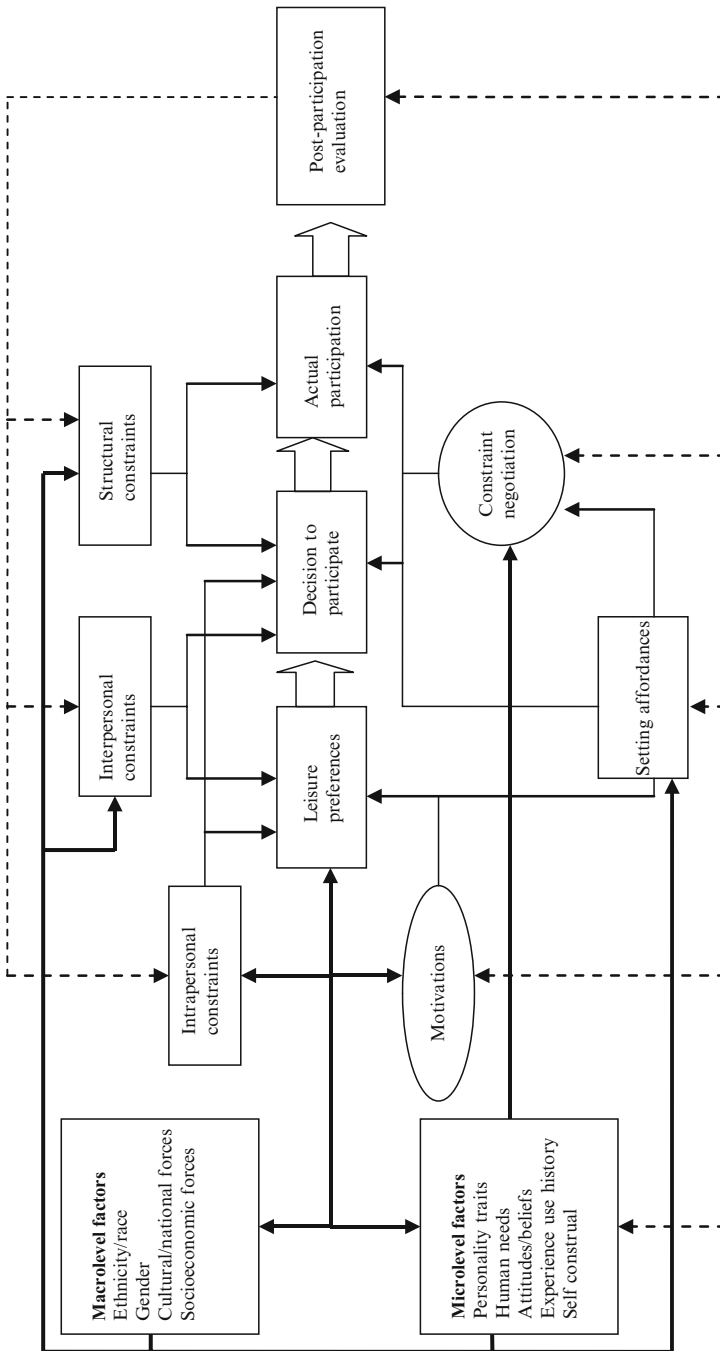 Macrolevel factors
Ethnicity/race
Gender
Cultural/national forces
Socioeconomic forces
Microlevel factors
Personality traits
Human needs
Attitudes/beliefs
Experience use history
Self construal
Intrapersonal
constraints
Motivations
Interpersonal
constraints
Leisure
preferences
Setting affordances
Structural
constraints
Decision to
participate
Constraint
negotiation
Actual
participation
Post-participation
evaluation